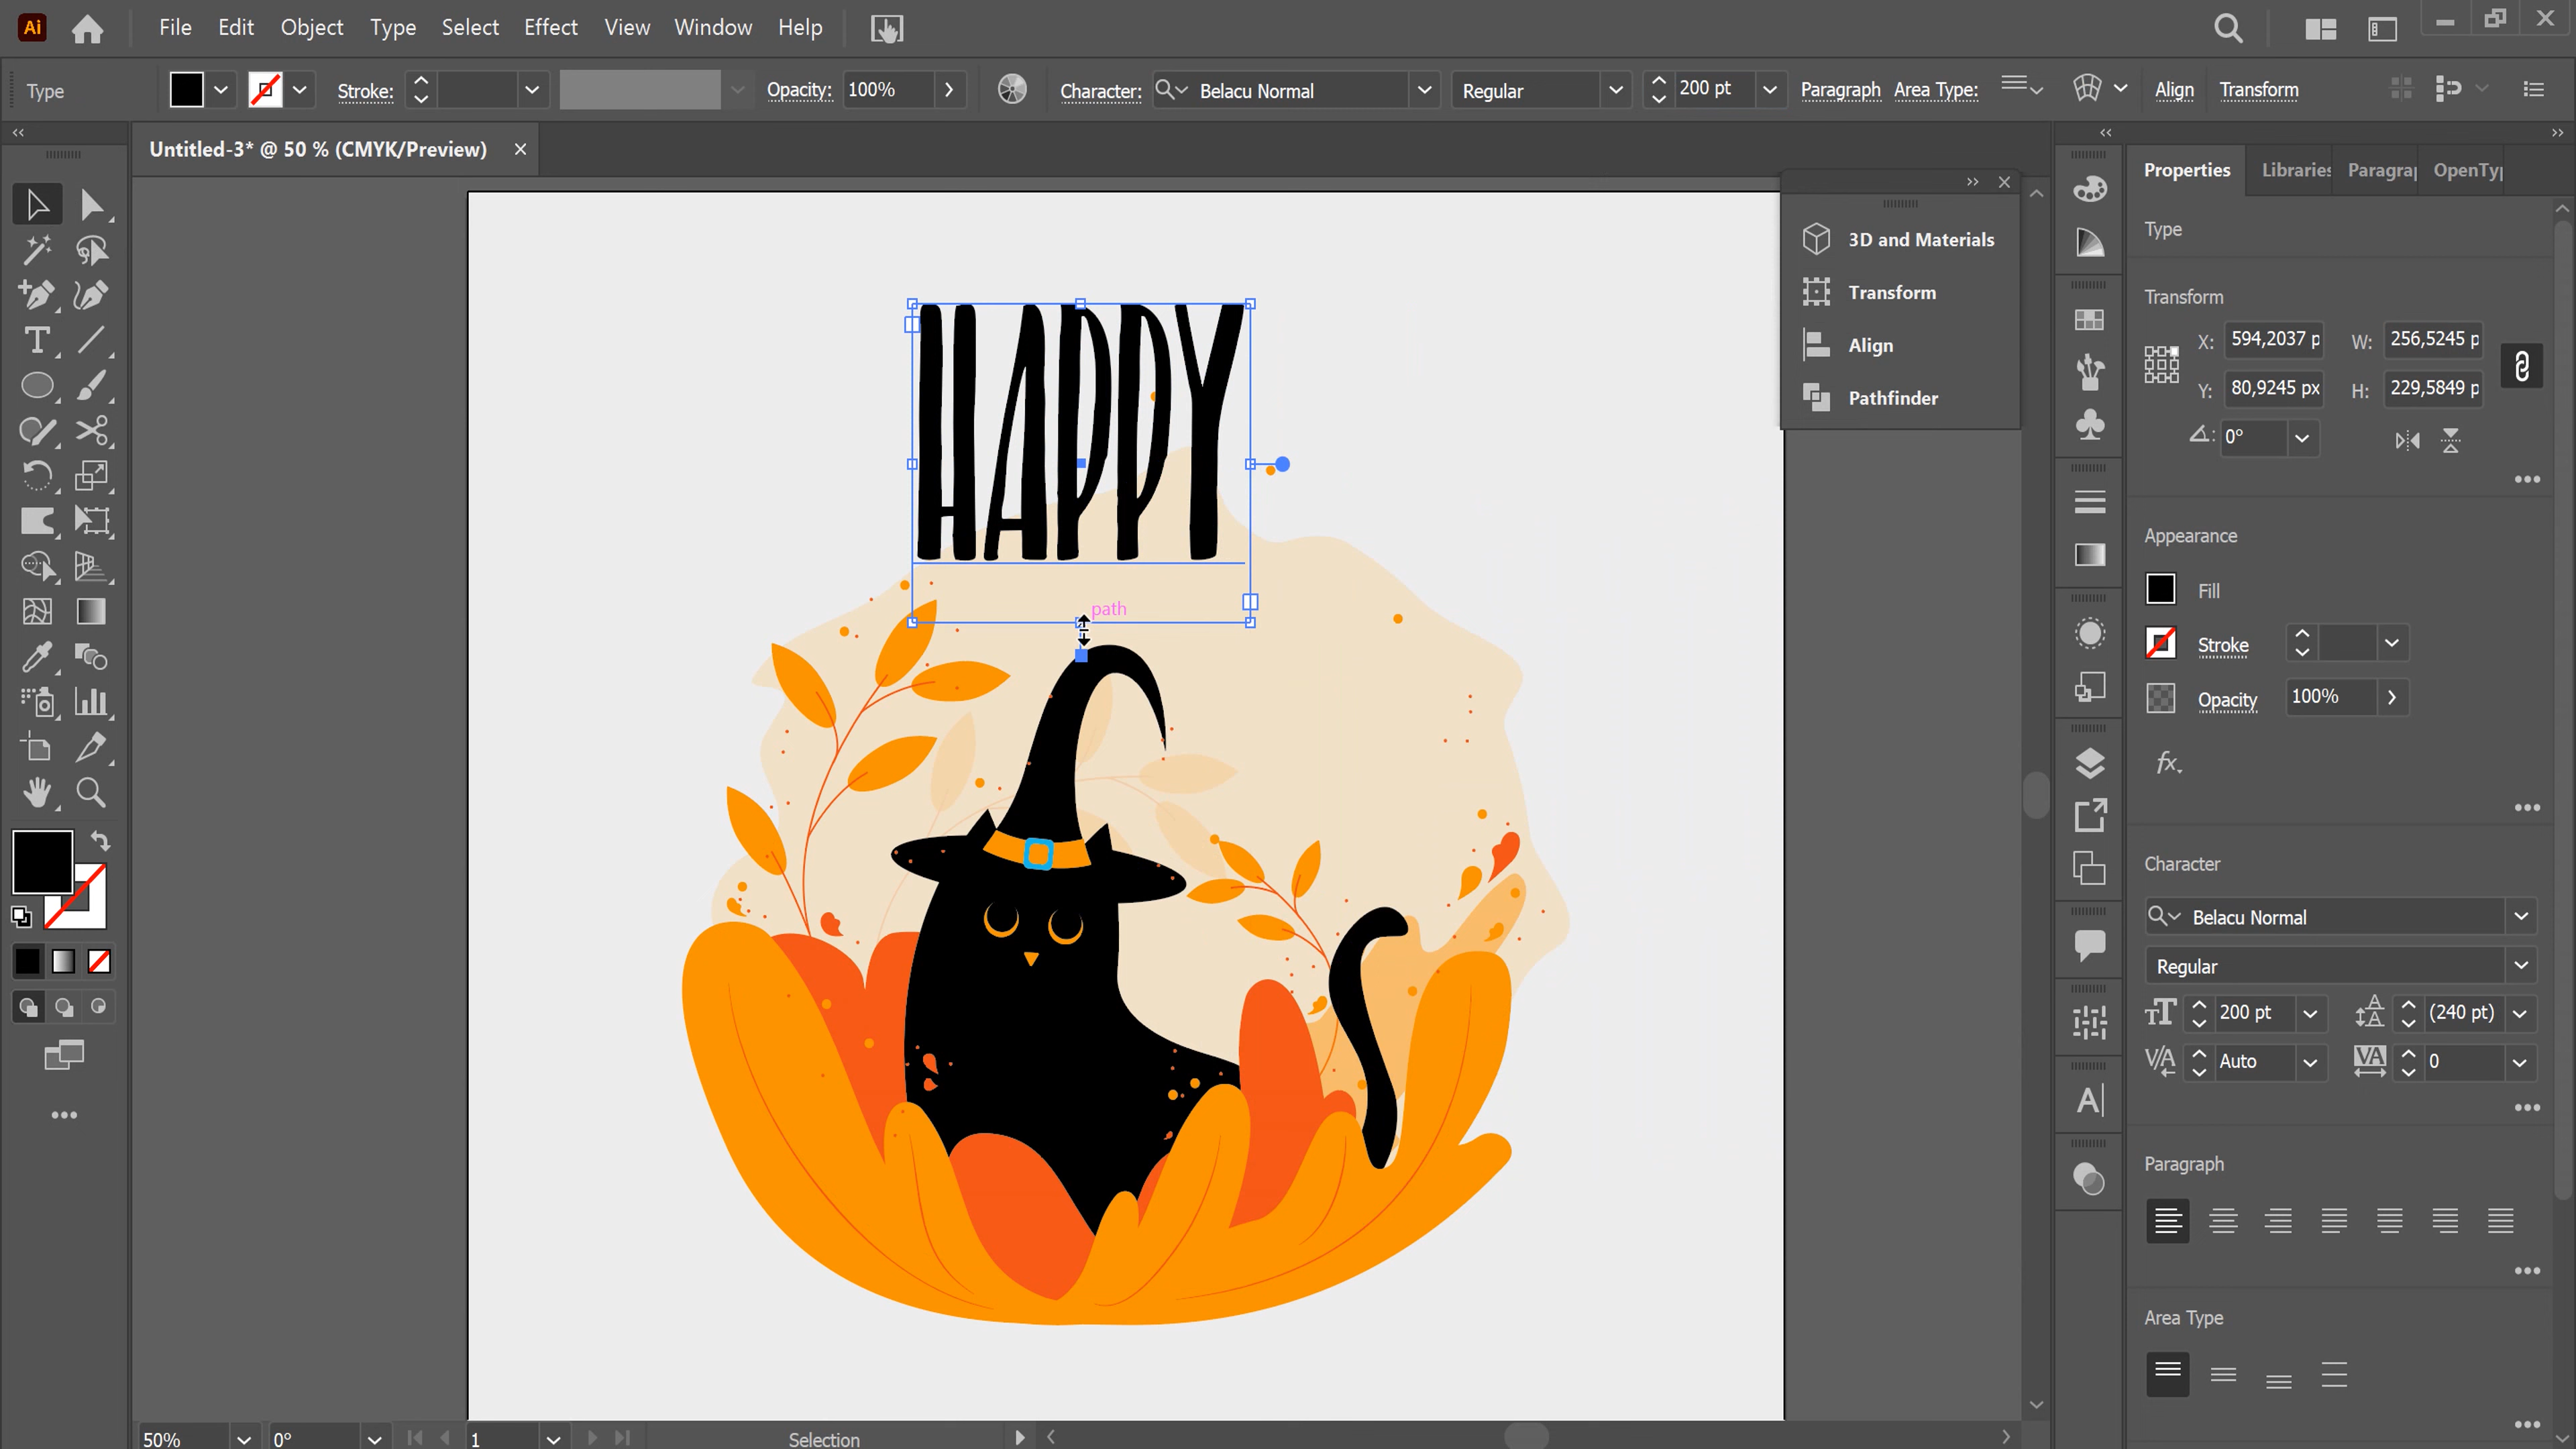 Ai File Edit Object Type Select Effect View Window Help
Type Stroke: Opacity: 100% Character: Belacu Normal Regular 200 pt Paragraph Area Type: Align Transform
Untitled-3* @ 50 % (CMYK/Preview)
3D and Materials
Transform
Align
Pathfinder
HAPPY
path
Properties Libraries Paragra OpenTy
Type
Transform
X: 594,2037 p W: 256,5245 p
Y: 80,9245 px H: 229,5849 p
0°
Appearance
Fill
Stroke
Opacity 100%
fx
Character
Belacu Normal
Regular
200 pt (240 pt)
Auto 0
Paragraph
Area Type
50% 0° 1 Selection